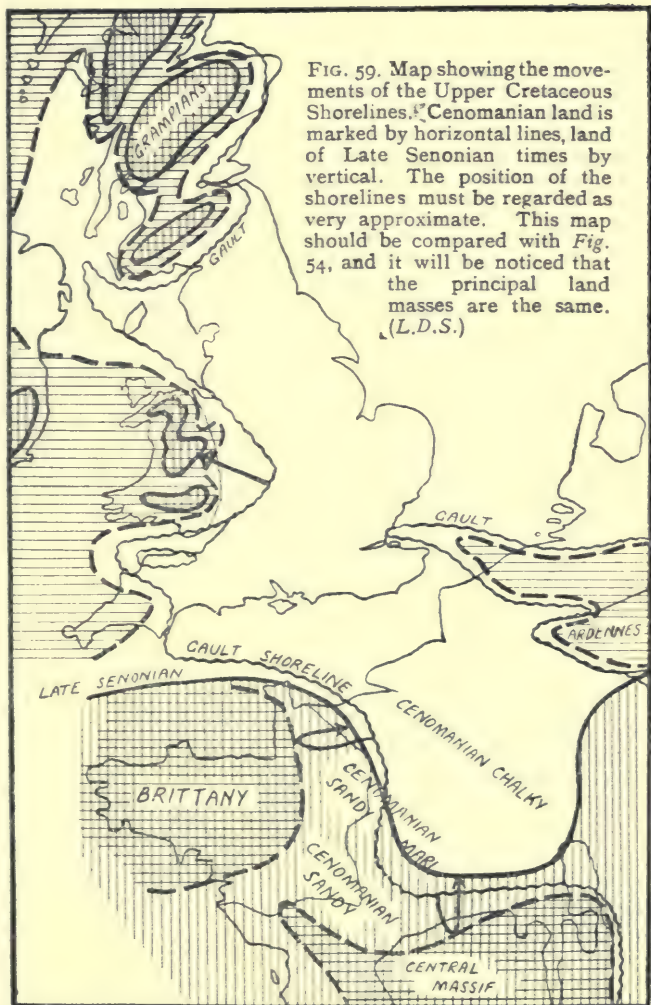 FIG. 59. Map showing the move-
ments of the Upper Cretaceous
Shorelines. Cenomanian land is
marked by horizontal lines, land
of Late Senonian times by
vertical. The position of the
shorelines must be regarded as
very approximate. This map
should be compared with Fig.
54, and it will be noticed that
the principal land
masses are the same.
(L.D.S.)
GRAMPIANS
GAULT
GAULT
ARDENNES
GAULT SHORELINE
LATE SENONIAN
CENOMANIAN CHALKY
CENOMANIAN MARL
CENOMANIAN
SANDY
BRITTANY
CENOMANIAN
SANDY
CENTRAL
MASSIF